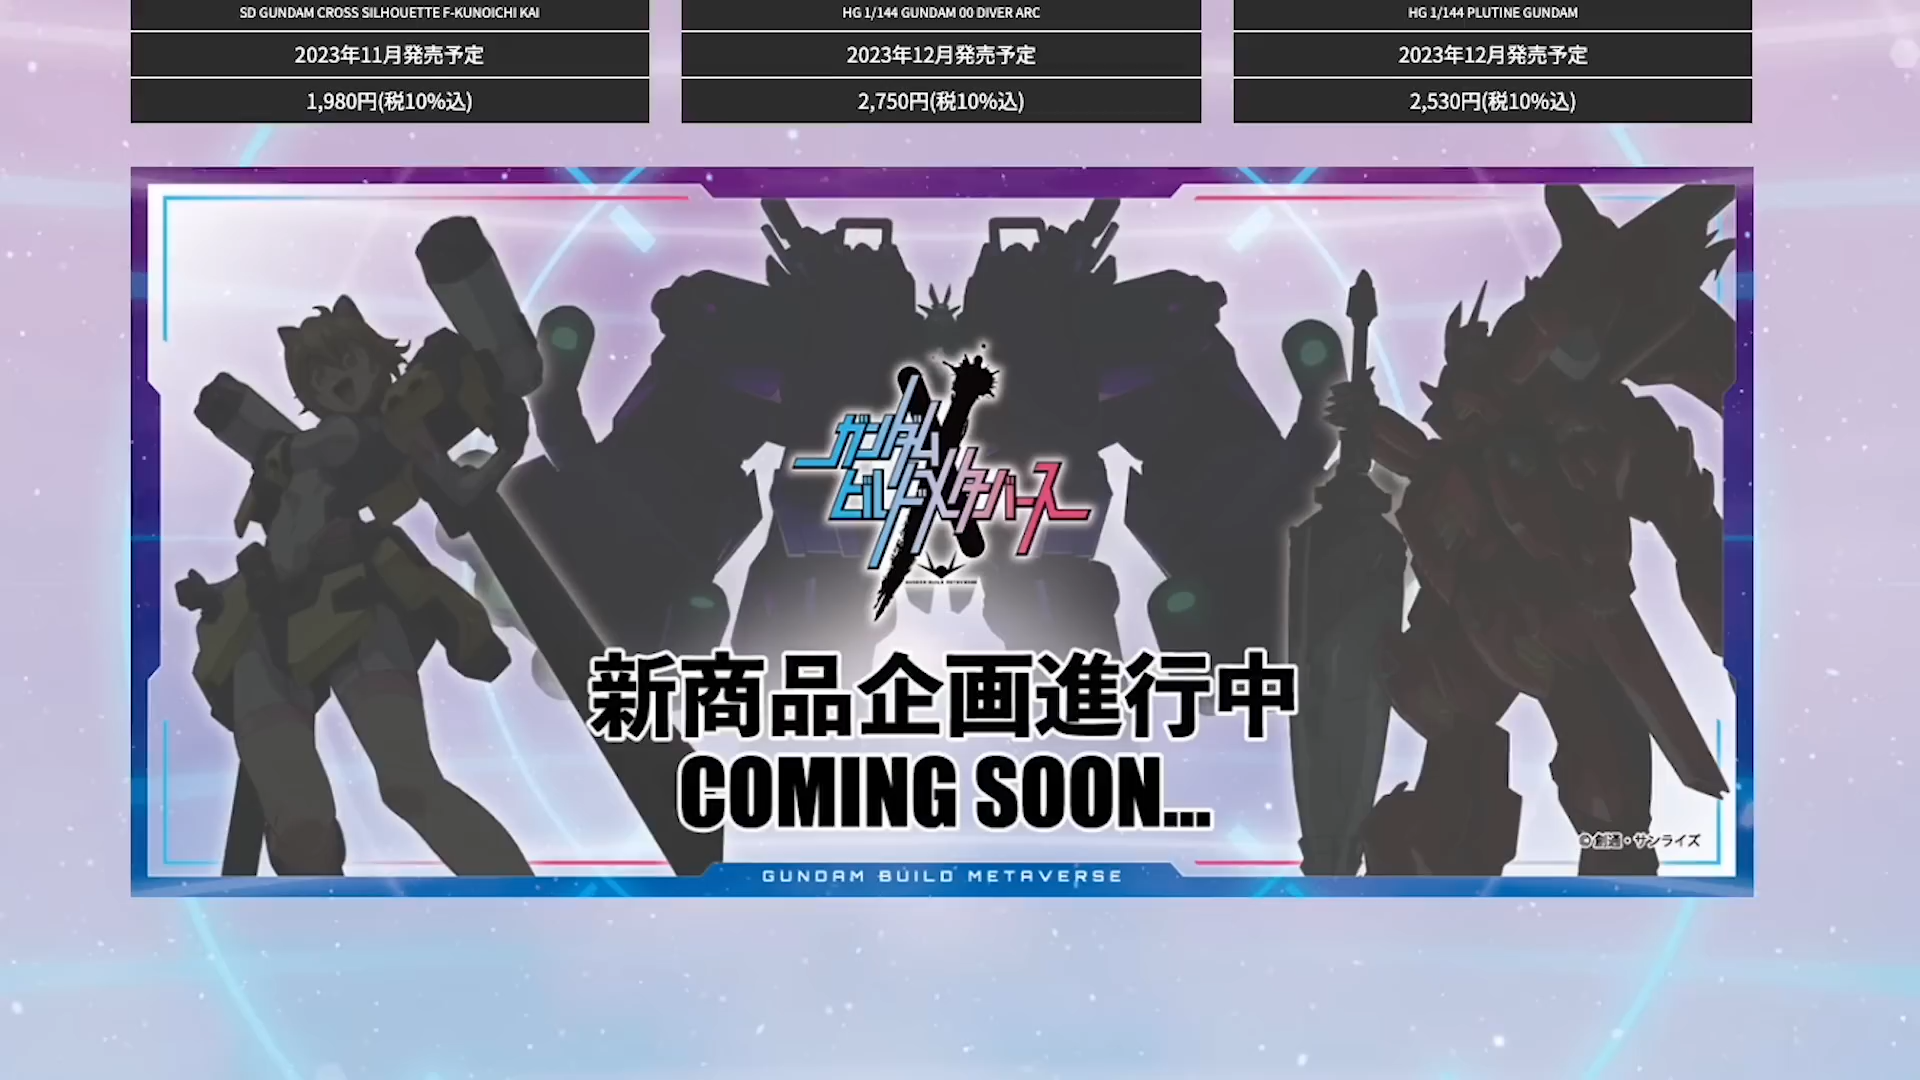 SD GUNDAM CROSS SILHOUETTE F-KUNOICHI KAI
2023年11月発売予定
1,980円(税10%込)
HG 1/144 GUNDAM 00 DIVER ARC
2023年12月発売予定
2,750円(税10%込)
HG 1/144 PLUTINE GUNDAM
2023年12月発売予定
2,530円(税10%込)
ガンダム
ビルドメタバース
GUNDAM BUILD METAVERSE
新商品企画進行中
COMING SOON...
©創通・サンライズ
GUNDAM BUILD METAVERSE